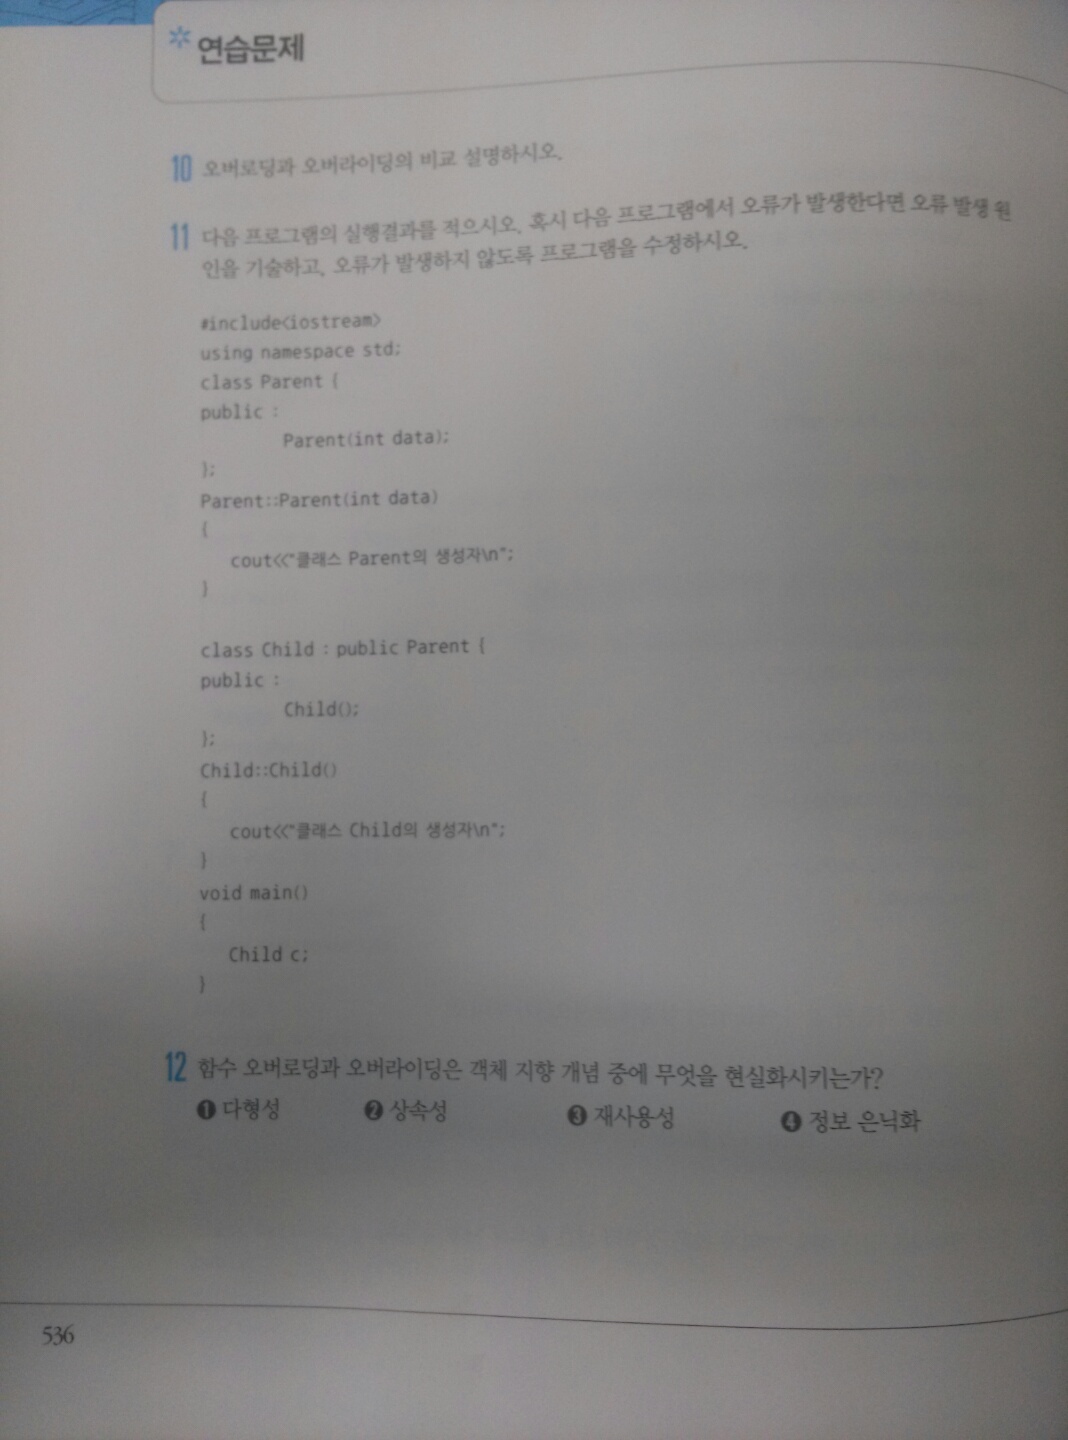 연습문제
10 오버로딩과 오버라이딩의 비교 설명하시오.
11 다음 프로그램의 실행결과를 적으시오. 혹시 다음 프로그램에서 오류가 발생한다면 오류 발생 원
인을 기술하고, 오류가 발생하지 않도록 프로그램을 수정하시오.
#include<iostream>
using namespace std;
class Parent {
public :
Parent(int data);
};
Parent::Parent(int data)
{
cout<<"클래스 Parent의 생성자\n";
}
class Child : public Parent {
public :
Child();
};
Child::Child()
{
cout<<"클래스 Child의 생성자\n";
}
void main()
{
Child c;
}
12 함수 오버로딩과 오버라이딩은 객체 지향 개념 중에 무엇을 현실화시키는가?
❶ 다형성 ❷ 상속성 ❸ 재사용성 ❹ 정보 은닉화
536